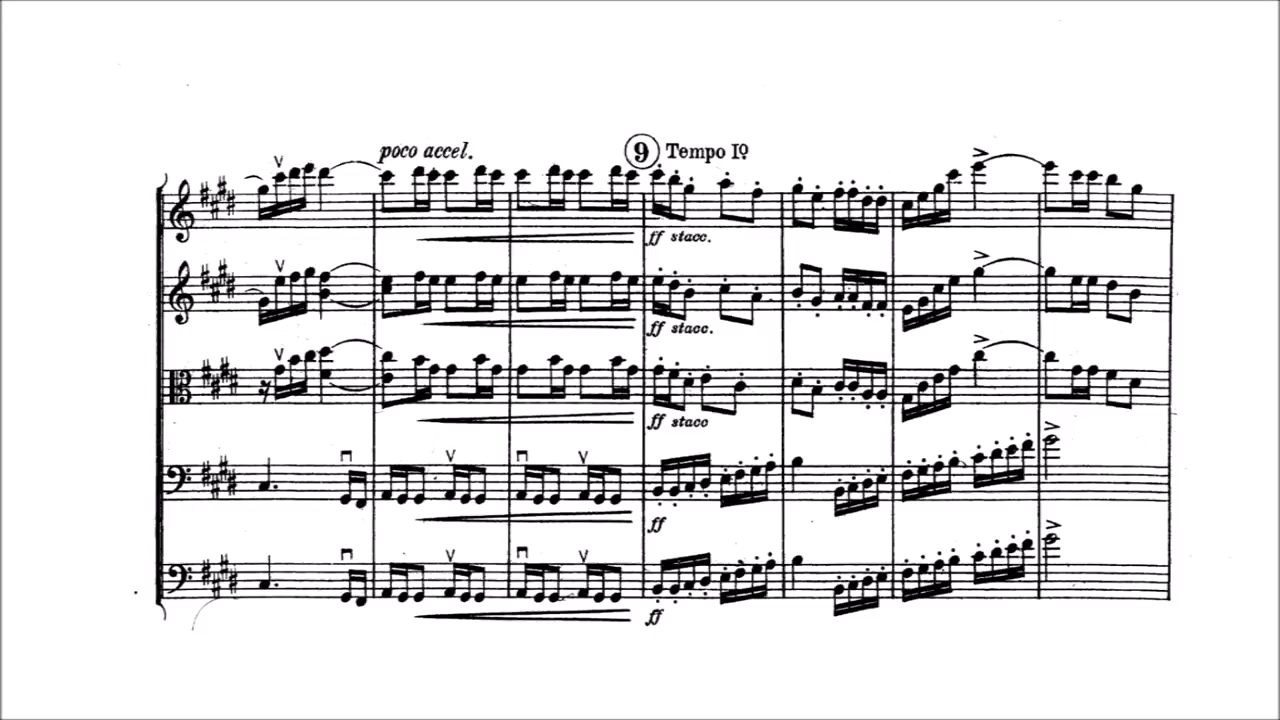 poco accel.
9 Tempo Iº
ff stacc.
ff stacc.
ff stacc
ff
ff